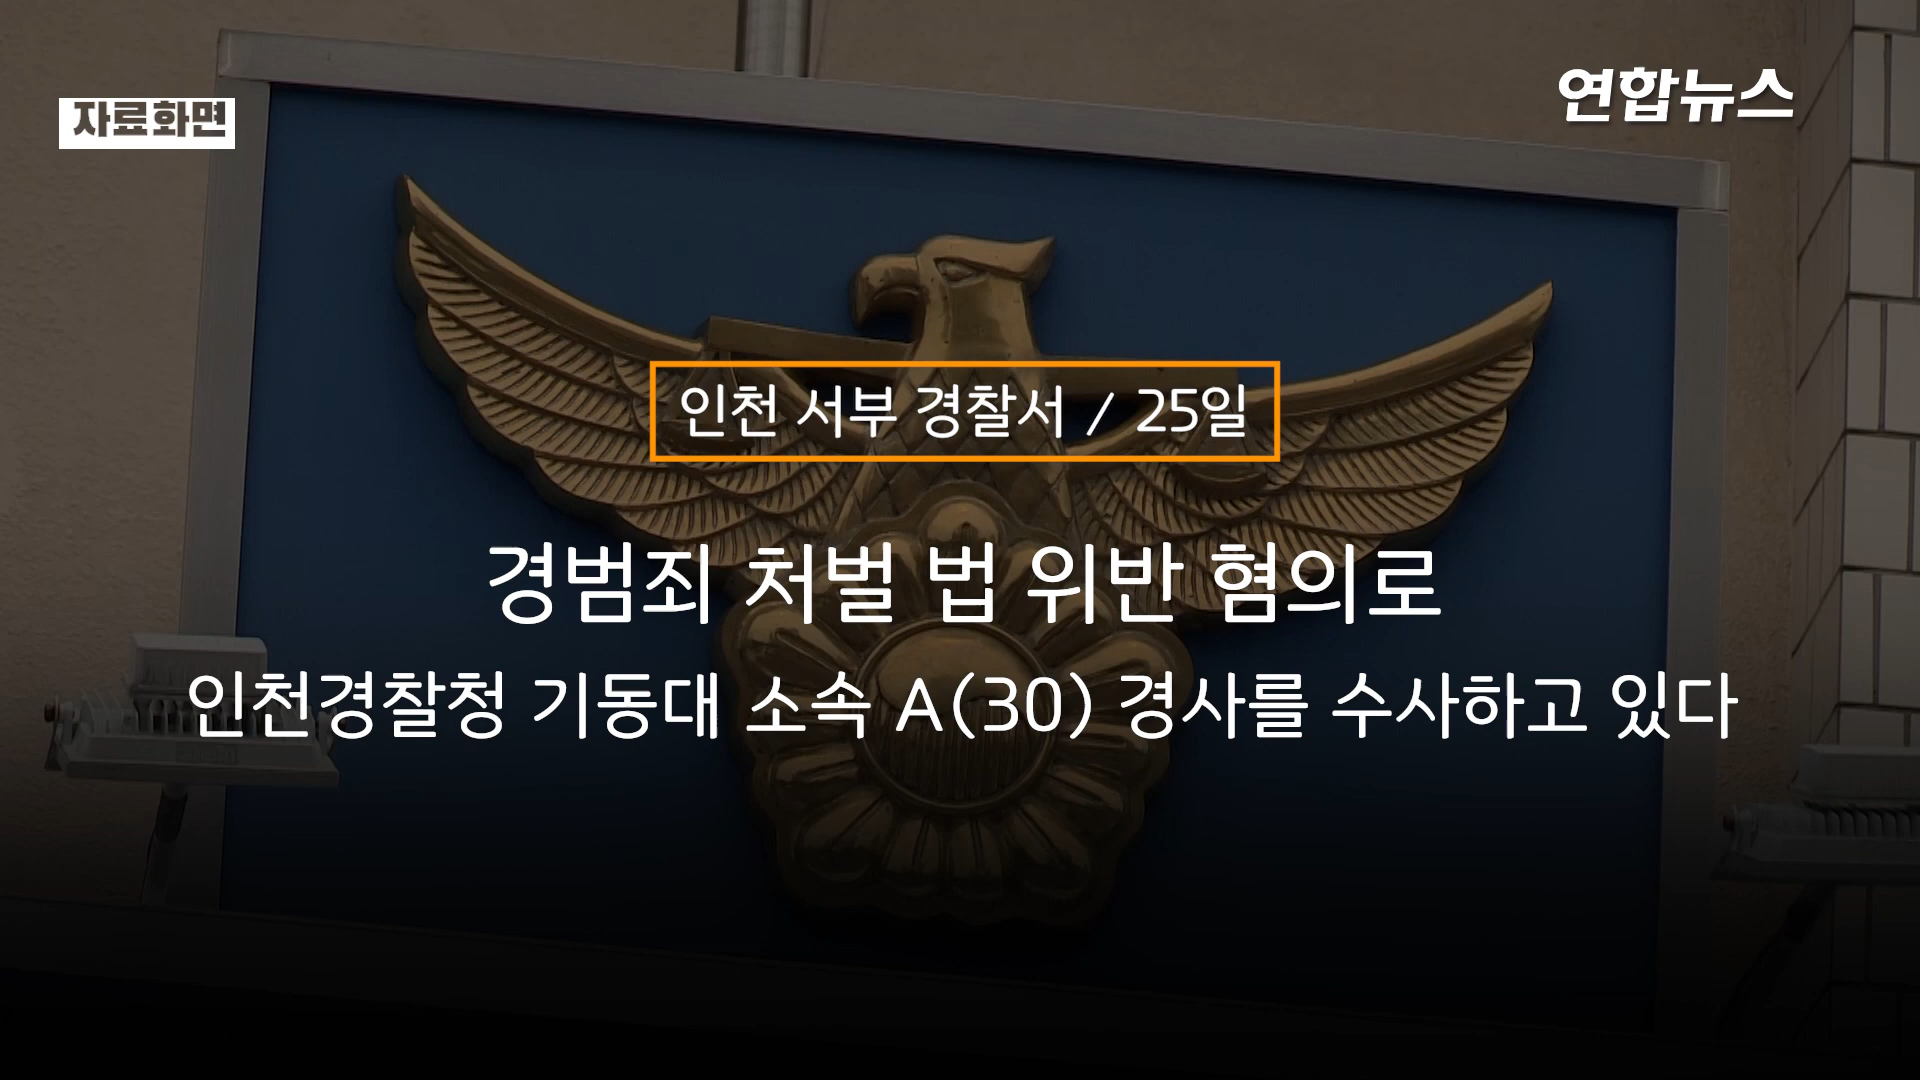 자료화면
연합뉴스
인천 서부 경찰서 / 25일
경범죄 처벌 법 위반 혐의로
인천경찰청 기동대 소속 A(30) 경사를 수사하고 있다